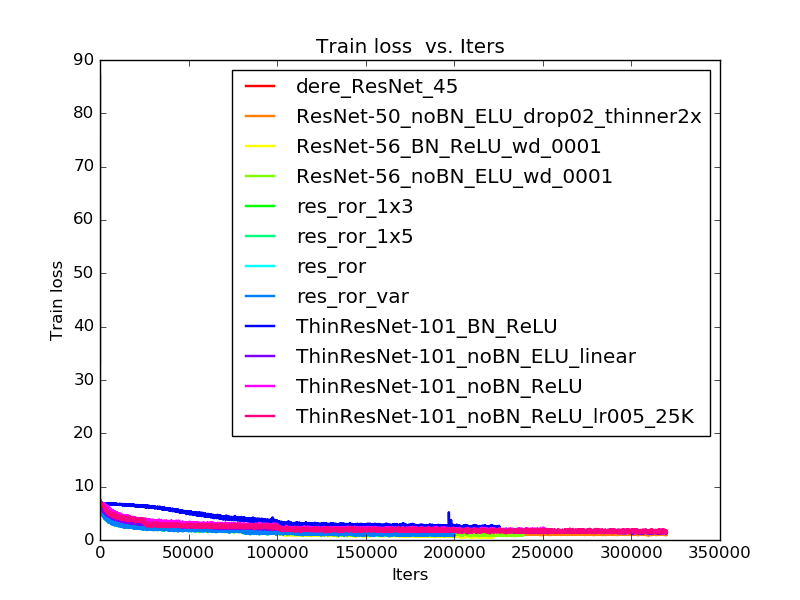 Train loss  vs. Iters
90
80
70
60
50
40
30
20
10
0
Train loss
dere_ResNet_45
ResNet-50_noBN_ELU_drop02_thinner2x
ResNet-56_BN_ReLU_wd_0001
ResNet-56_noBN_ELU_wd_0001
res_ror_1x3
res_ror_1x5
res_ror
res_ror_var
ThinResNet-101_BN_ReLU
ThinResNet-101_noBN_ELU_linear
ThinResNet-101_noBN_ReLU
ThinResNet-101_noBN_ReLU_lr005_25K
0 50000 100000 150000 200000 250000 300000 350000
Iters